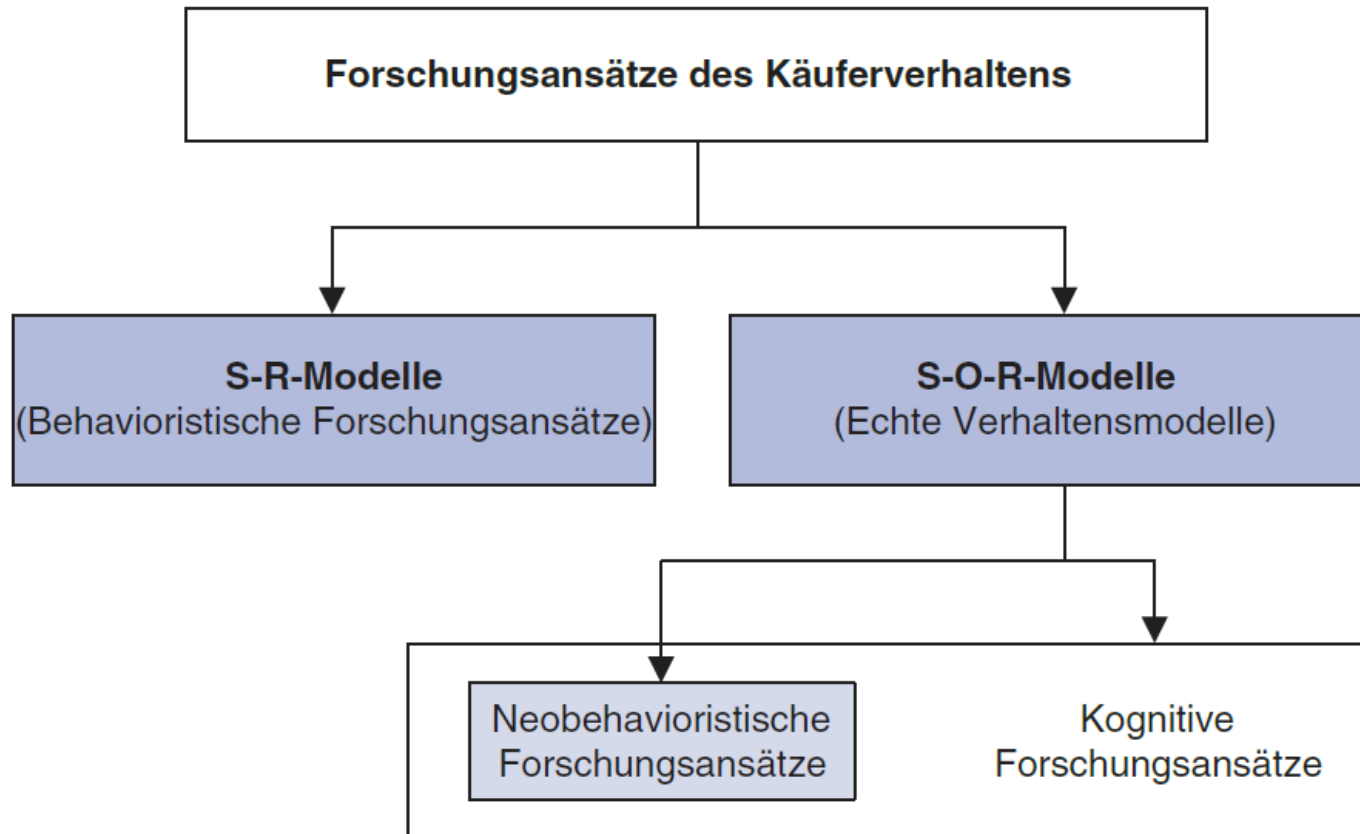 Forschungsansätze des Käuferverhaltens
S-R-Modelle
(Behavioristische Forschungsansätze)
S-O-R-Modelle
(Echte Verhaltensmodelle)
Neobehavioristische
Forschungsansätze
Kognitive
Forschungsansätze